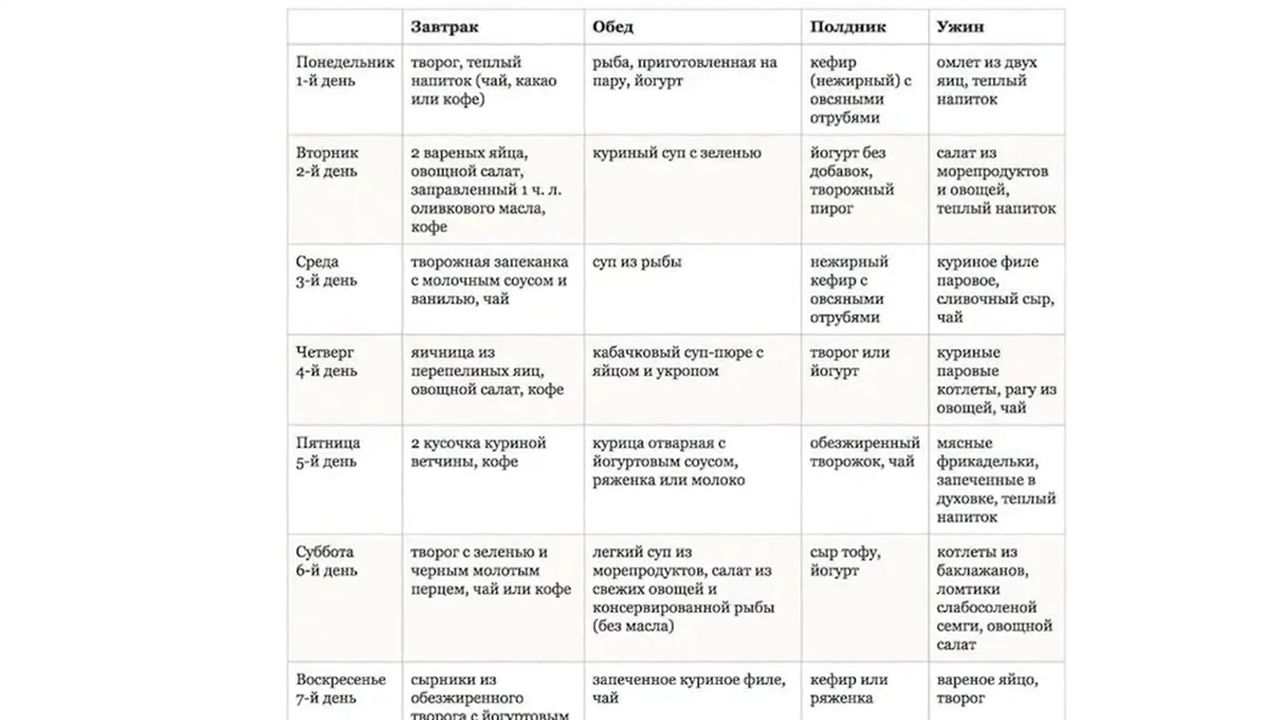 Завтрак
Обед
Полдник
Ужин
Понедельник
1-й день
творог, теплый
напиток (чай, какао
или кофе)
рыба, приготовленная на
пару, йогурт
кефир
(нежирный) с
овсяными
отрубями
омлет из двух
яиц, теплый
напиток
Вторник
2-й день
2 вареных яйца,
овощной салат,
заправленный 1 ч. л.
оливкового масла,
кофе
куриный суп с зеленью
йогурт без
добавок,
творожный
пирог
салат из
морепродуктов
и овощей,
теплый напиток
Среда
3-й день
творожная запеканка
с молочным соусом и
ванилью, чай
суп из рыбы
нежирный
кефир с
овсяными
отрубями
куриное филе
паровое,
сливочный сыр,
чай
Четверг
4-й день
яичница из
перепелиных яиц,
овощной салат, кофе
кабачковый суп-пюре с
яйцом и укропом
творог или
йогурт
куриные
паровые
котлеты, рагу из
овощей, чай
Пятница
5-й день
2 кусочка куриной
ветчины, кофе
курица отварная с
йогуртовым соусом,
ряженка или молоко
обезжиренный
творожок, чай
мясные
фрикадельки,
запеченные в
духовке, теплый
напиток
Суббота
6-й день
творог с зеленью и
черным молотым
перцем, чай или кофе
легкий суп из
морепродуктов, салат из
свежих овощей и
консервированной рыбы
(без масла)
сыр тофу,
йогурт
котлеты из
баклажанов,
ломтики
слабосоленой
семги, овощной
салат
Воскресенье
7-й день
сырники из
обезжиренного
творога с йогуртовым
запеченное куриное филе,
чай
кефир или
ряженка
вареное яйцо,
творог